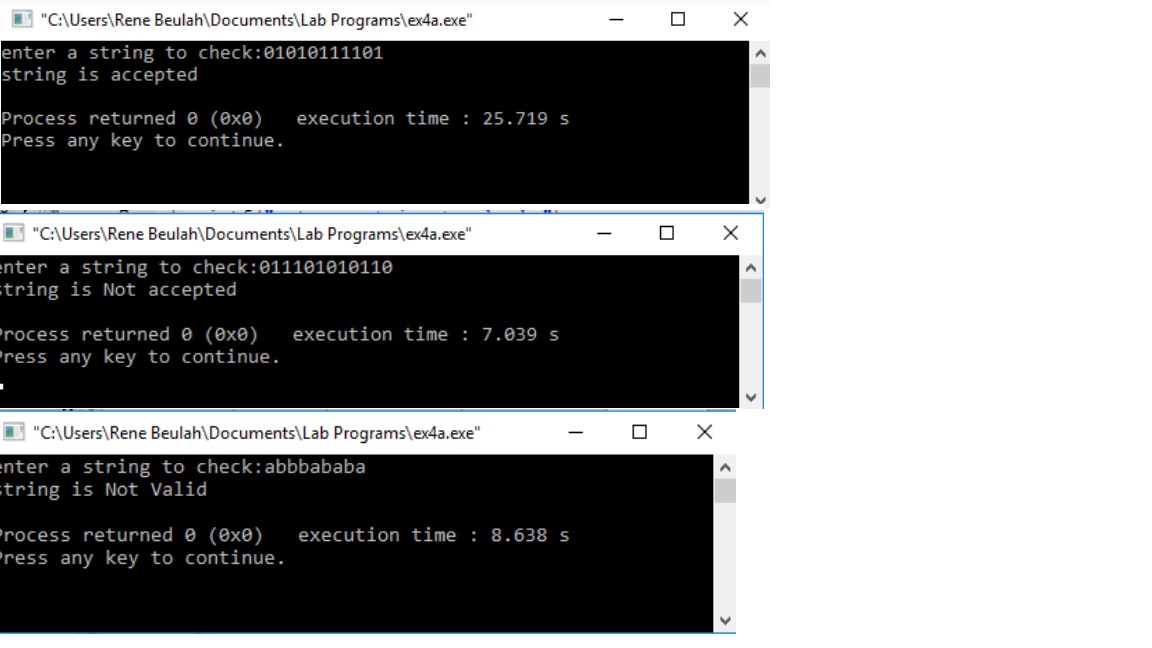 "C:\Users\Rene Beulah\Documents\Lab Programs\ex4a.exe"
enter a string to check:01010111101
string is accepted
Process returned 0 (0x0)   execution time : 25.719 s
Press any key to continue.
"C:\Users\Rene Beulah\Documents\Lab Programs\ex4a.exe"
enter a string to check:011101010110
string is Not accepted
Process returned 0 (0x0)   execution time : 7.039 s
Press any key to continue.
"C:\Users\Rene Beulah\Documents\Lab Programs\ex4a.exe"
enter a string to check:abbbababa
string is Not Valid
Process returned 0 (0x0)   execution time : 8.638 s
Press any key to continue.